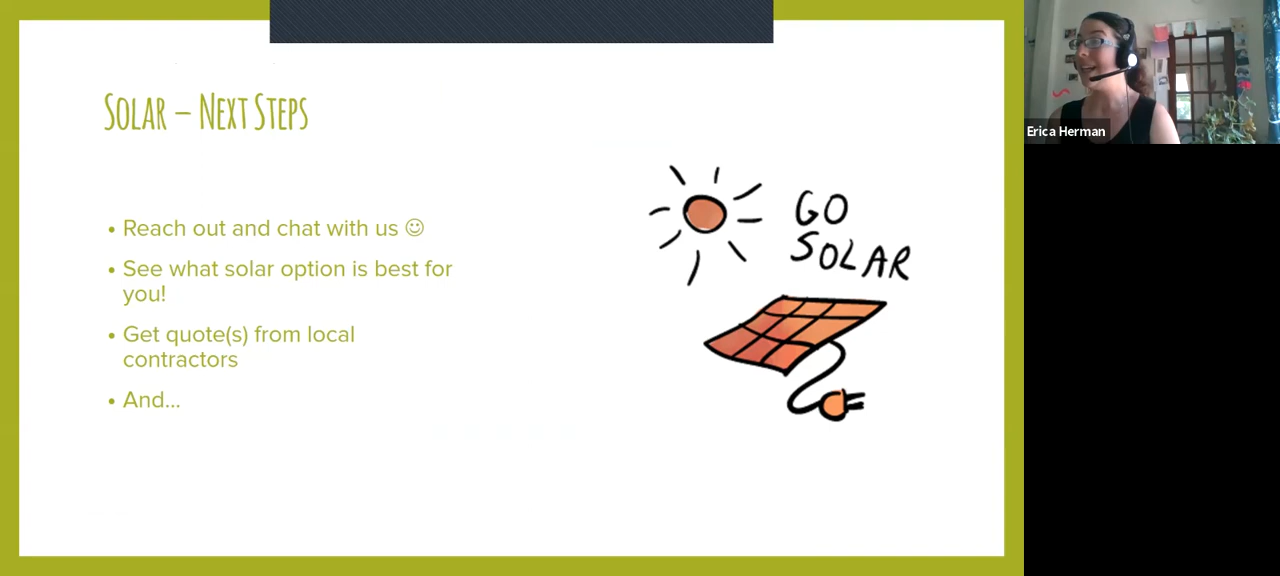 Solar – Next Steps
• Reach out and chat with us ☺
• See what solar option is best for
you!
• Get quote(s) from local
contractors
• And...
GO
SOLAR
Erica Herman